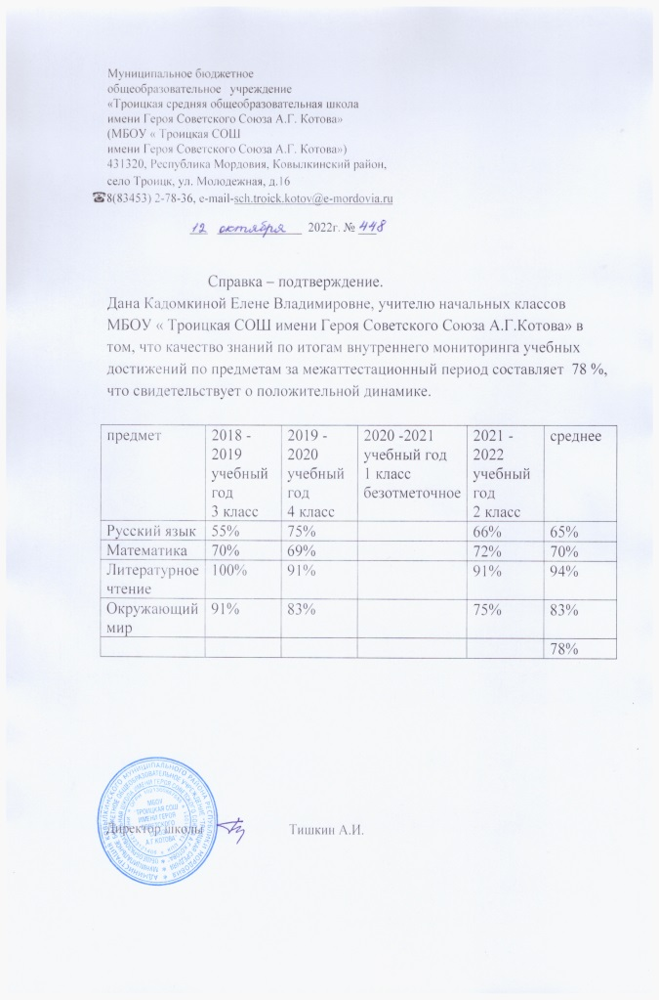 Муниципальное бюджетное
общеобразовательное учреждение
«Троицкая средняя общеобразовательная школа
имени Героя Советского Союза А.Г. Котова»
(МБОУ « Троицкая СОШ
имени Героя Советского Союза А.Г. Котова»)
431320, Республика Мордовия, Ковылкинский район,
село Троицк, ул. Молодежная, д.16
☎8(83453) 2-78-36, e-mail-sch.troick.kotov@e-mordovia.ru
12 октября 2022г. № 448
Справка – подтверждение.
Дана Кадомкиной Елене Владимировне, учителю начальных классов
МБОУ « Троицкая СОШ имени Героя Советского Союза А.Г.Котова» в
том, что качество знаний по итогам внутреннего мониторинга учебных
достижений по предметам за межаттестационный период составляет 78 %,
что свидетельствует о положительной динамике.
предмет 2018 - 2019 учебный год 3 класс 2019 - 2020 учебный год 4 класс 2020 -2021 учебный год 1 класс безотметочное 2021 - 2022 учебный год 2 класс среднее
Русский язык 55% 75% 66% 65%
Математика 70% 69% 72% 70%
Литературное чтение 100% 91% 91% 94%
Окружающий мир 91% 83% 75% 83%
78%
МБОУ
ТРОИЦКАЯ СОШ
ИМЕНИ ГЕРОЯ
А.Г. КОТОВА
Директор школы Тишкин А.И.